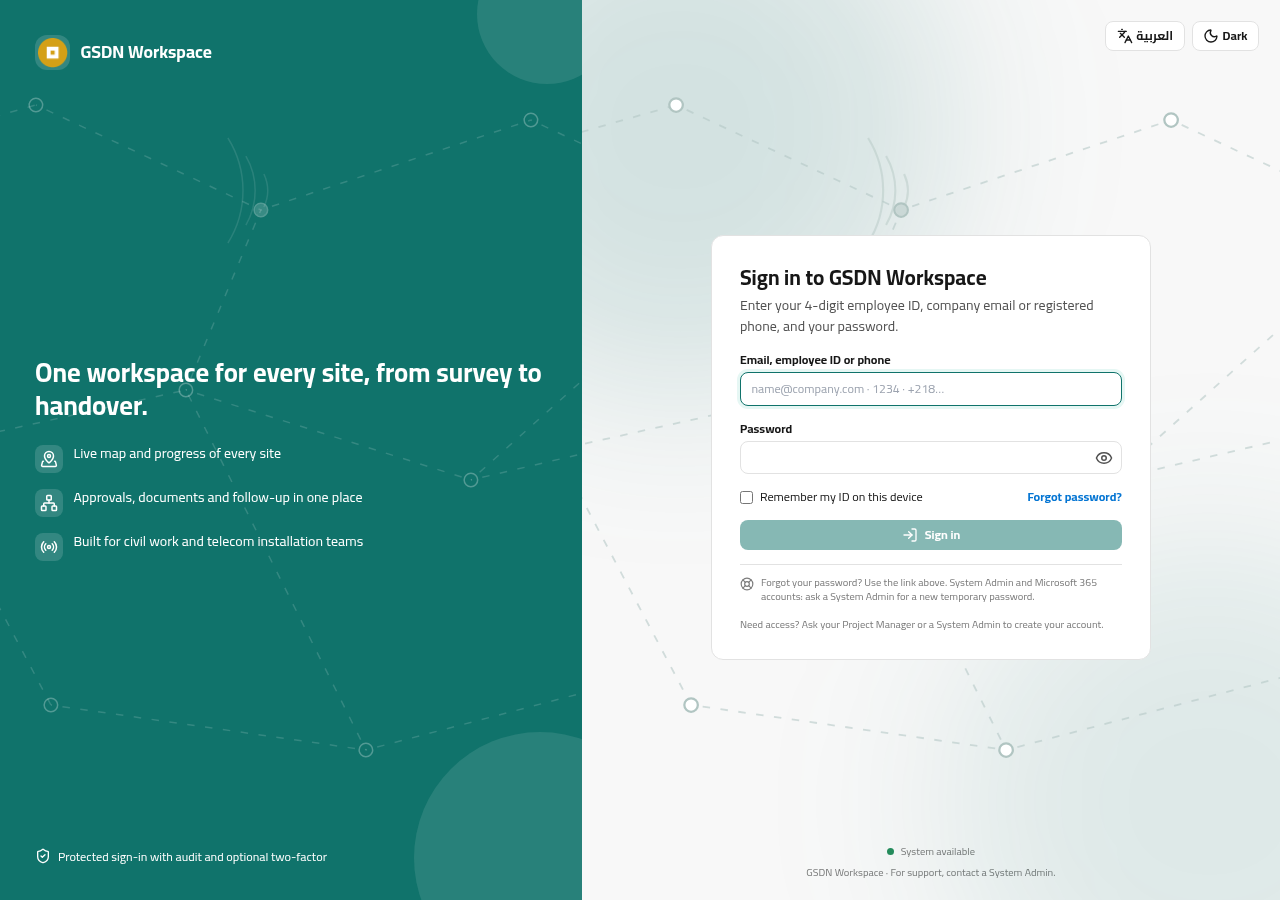 GSDN Workspace
One workspace for every site, from survey to
handover.
Live map and progress of every site
Approvals, documents and follow-up in one place
Built for civil work and telecom installation teams
Protected sign-in with audit and optional two-factor
العربية
Dark
Sign in to GSDN Workspace
Enter your 4-digit employee ID, company email or registered
phone, and your password.
Email, employee ID or phone
name@company.com · 1234 · +218…
Password
Remember my ID on this device
Forgot password?
Sign in
Forgot your password? Use the link above. System Admin and Microsoft 365
accounts: ask a System Admin for a new temporary password.
Need access? Ask your Project Manager or a System Admin to create your account.
System available
GSDN Workspace · For support, contact a System Admin.